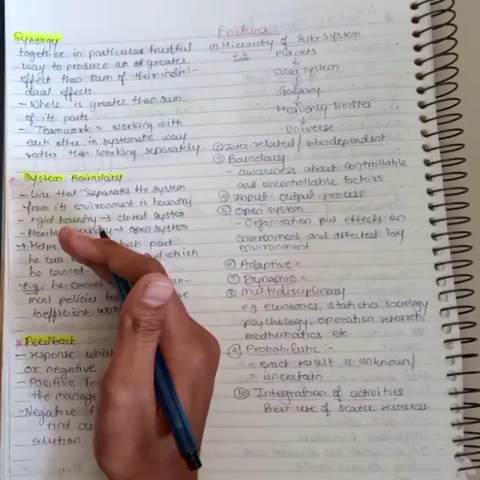 Synergy
together in particular fruitful
way to produce an greater
effect than sum of their indivi-
dual effects
- Whole is greater than sum
of its parts
- Teamwork = working with
each other in systematic way
rather than working separately
System Boundary
- Line that separates the system
from its environment is boundary
- rigid boundry → closed system
→ open system
Helps
he can
which
he cannot
e.g. he cannot
ment policies
inefficient
Feedback
- response
or negative
- Positive
the manage
- Negative
find
solution
Features
① Hierarchy of Sub-system
e.g. Planets
↓
Solar system
↓
Galaxy
↓
Heavenly bodies
↓
Universe
② Inter-related / interdependent
③ Boundary
- awareness about controllable
and uncontrollable factors
④ Input-output process
⑤ Open system
- Organisation put effects on
environment and affected by
environment
⑥ Adaptive =
⑦ Dynamic =
⑧ Multidisciplinary
e.g economics, sociology
psychology, operation research,
mathematics etc
⑨ Probabilistic :-
- Exact result is unknown/
= uncertain
⑩ Integration of activities
Best use of scarce resources